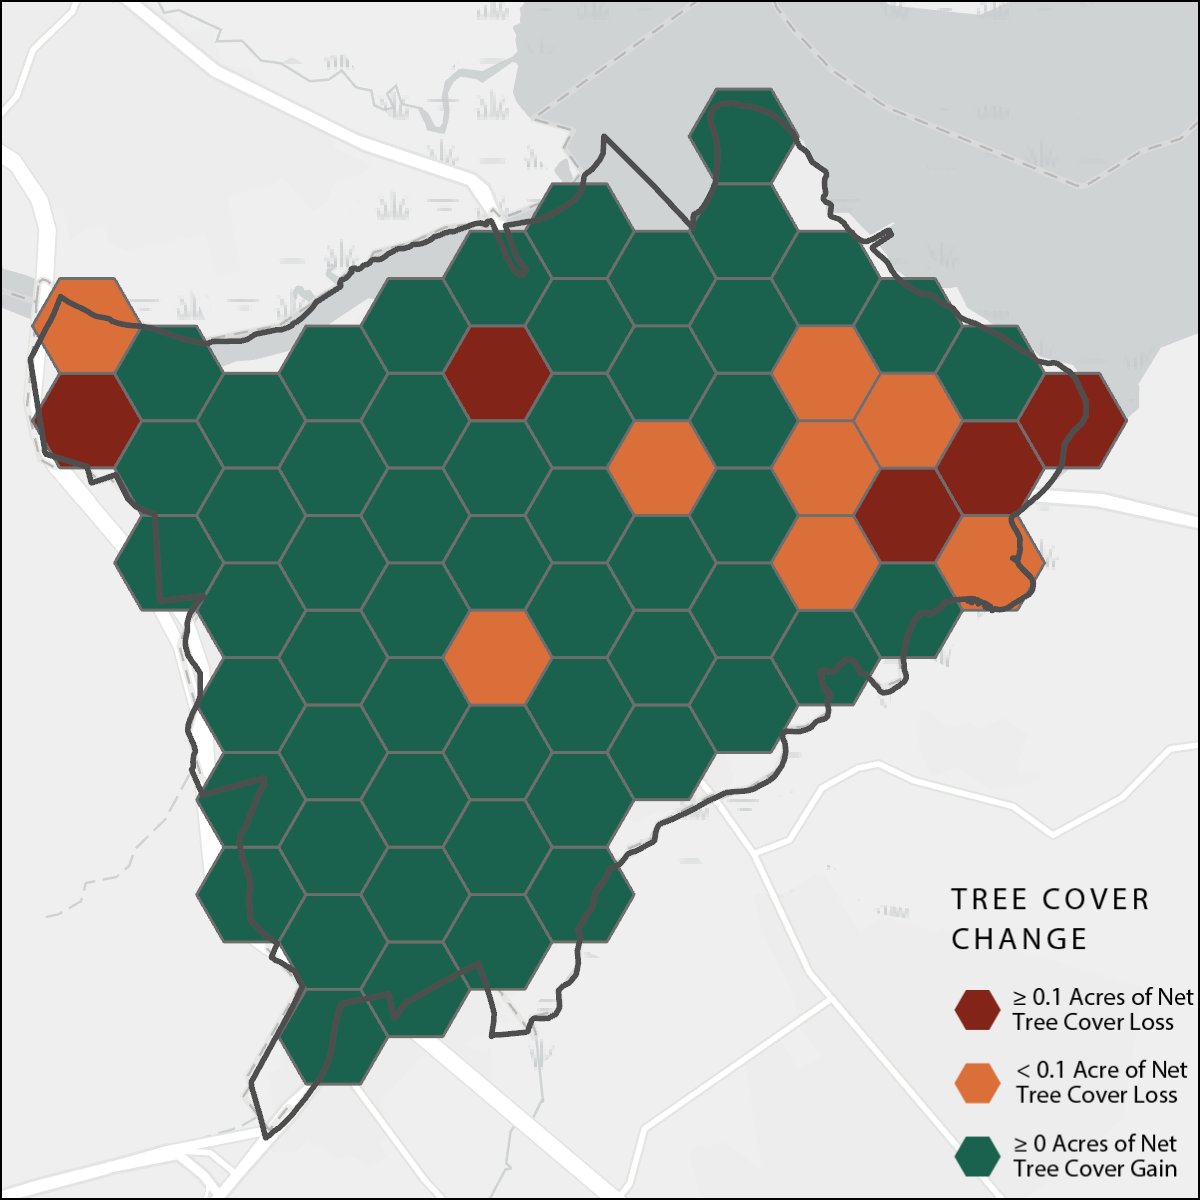 TREE COVER
CHANGE
≥ 0.1 Acres of Net
Tree Cover Loss
< 0.1 Acre of Net
Tree Cover Loss
≥ 0 Acres of Net
Tree Cover Gain